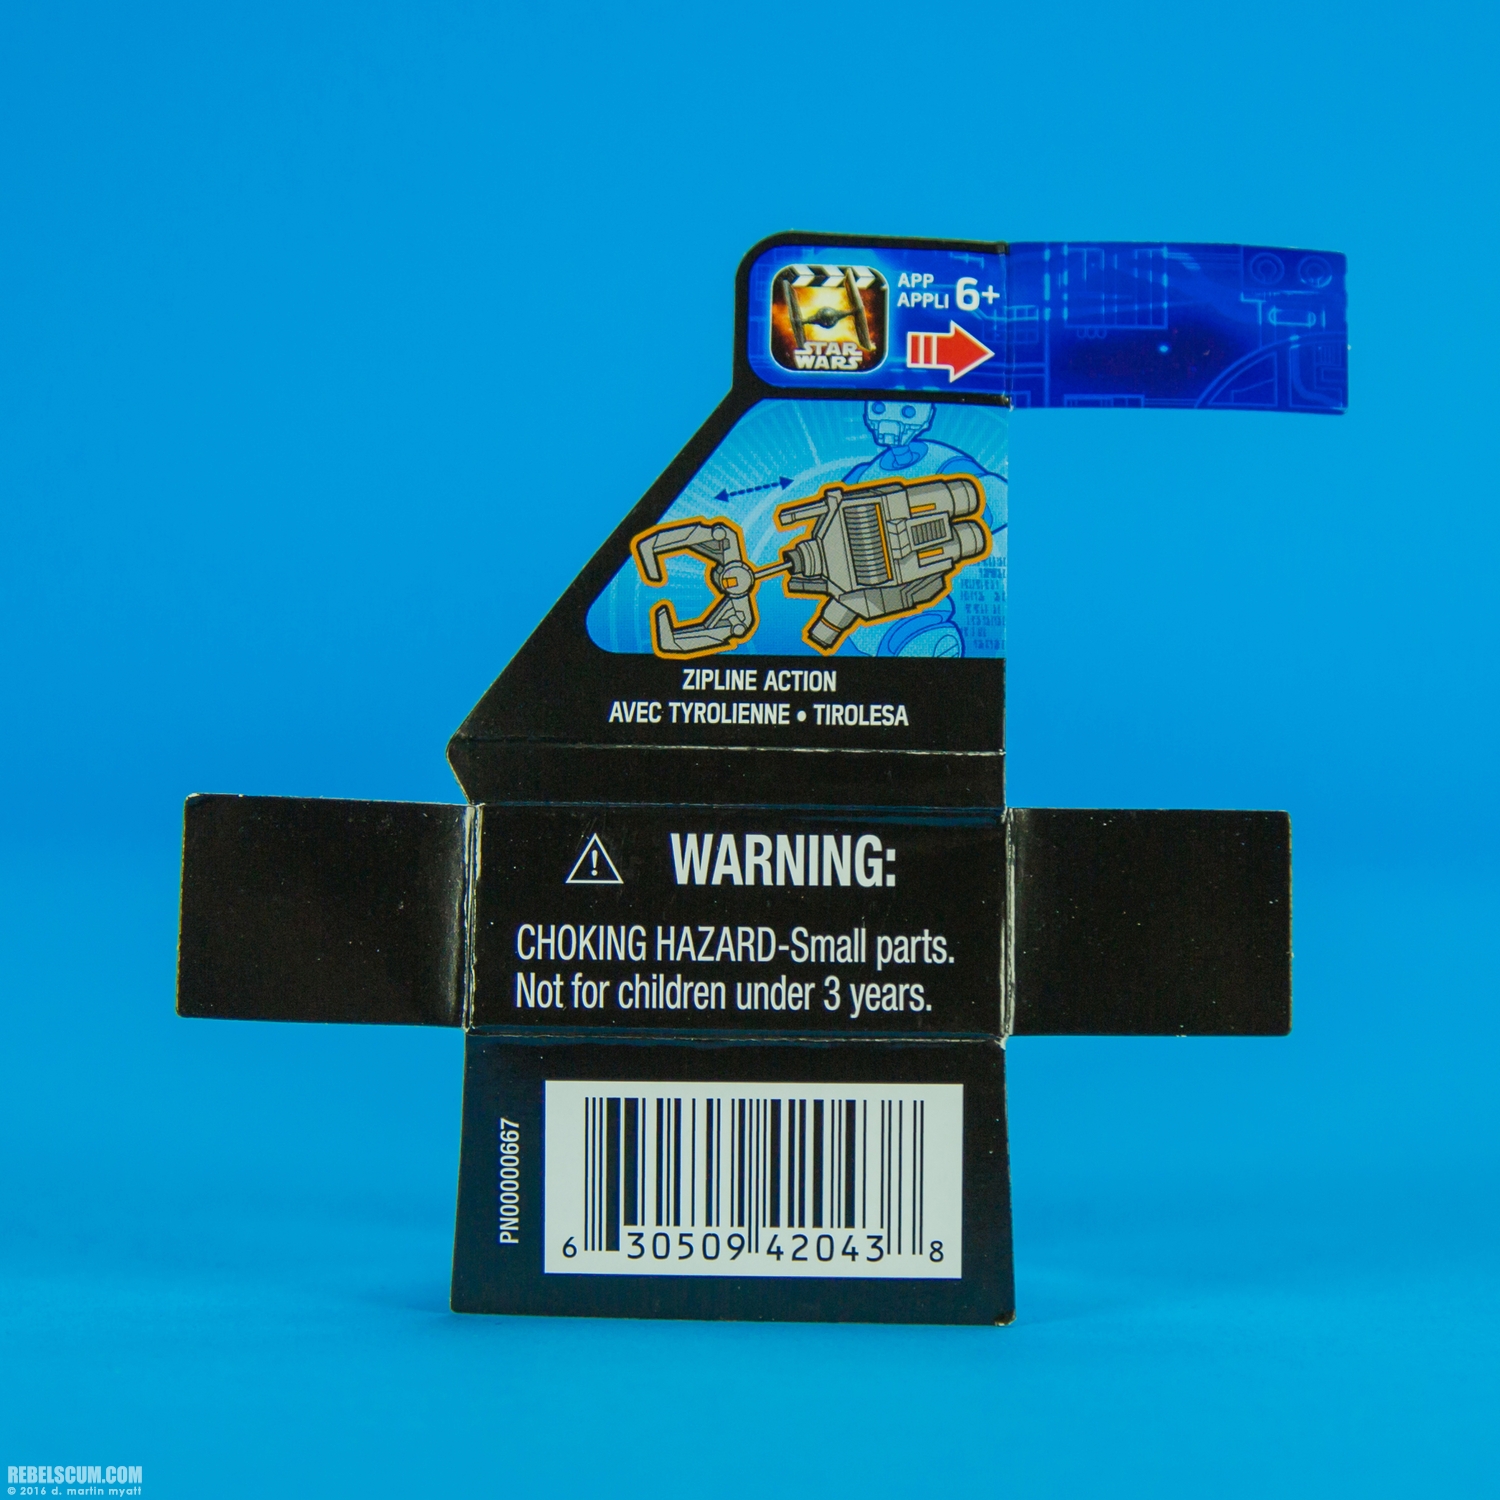 APP
APPLI 6+
STAR
WARS
ZIPLINE ACTION
AVEC TYROLIENNE • TIROLESA
WARNING:
CHOKING HAZARD-Small parts.
Not for children under 3 years.
PN00000667
6 30509 42043 8
REBELSCUM.COM
© 2016 d. martin myatt